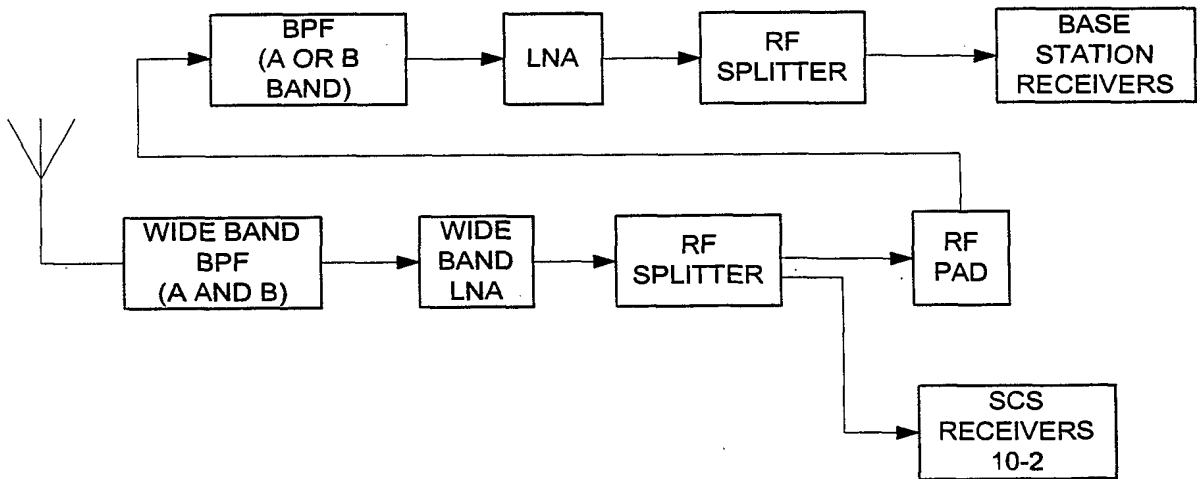 BPF
(A OR B
BAND)
LNA
RF
SPLITTER
BASE
STATION
RECEIVERS
WIDE BAND
BPF
(A AND B)
WIDE
BAND
LNA
RF
SPLITTER
RF
PAD
SCS
RECEIVERS
10-2